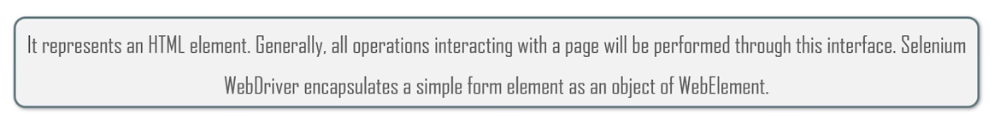 It represents an HTML element. Generally, all operations interacting with a page will be performed through this interface. Selenium
WebDriver encapsulates a simple form element as an object of WebElement.